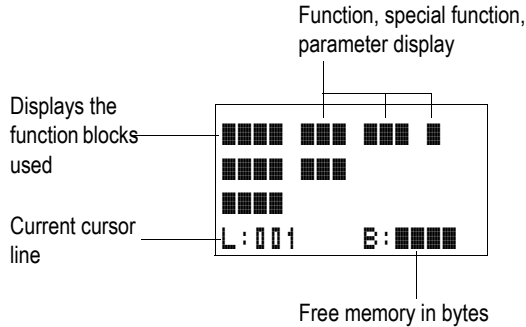 Function, special function,
parameter display
Displays the
function blocks
used
Current cursor
line
L:001 B:
Free memory in bytes